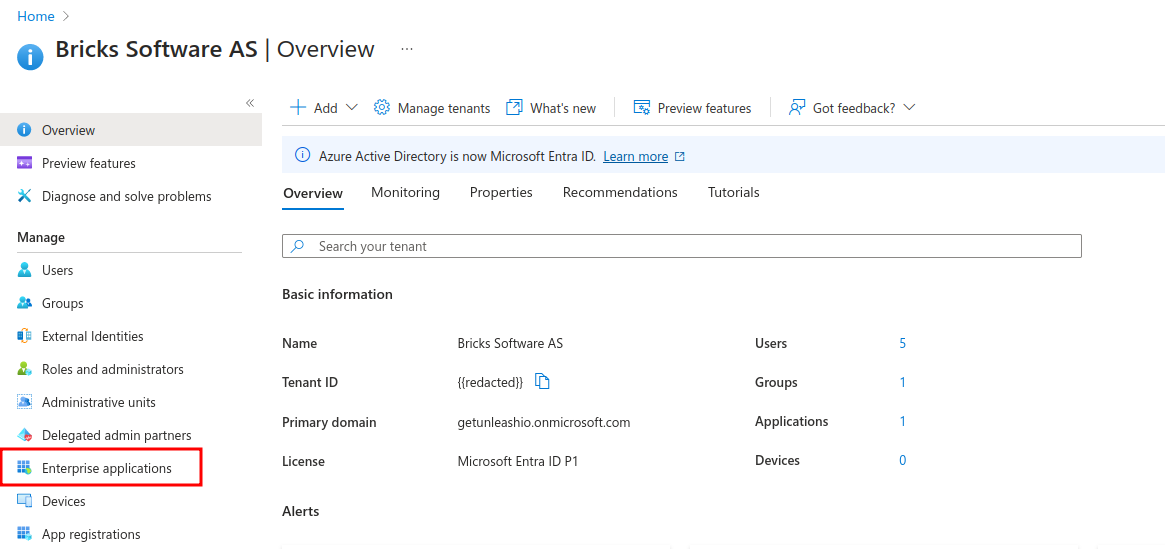 Home
Bricks Software AS | Overview ...
Add Manage tenants What's new Preview features Got feedback?
Overview
Preview features
Diagnose and solve problems
Manage
Users
Groups
External Identities
Roles and administrators
Administrative units
Delegated admin partners
Enterprise applications
Devices
App registrations
Azure Active Directory is now Microsoft Entra ID. Learn more
Overview Monitoring Properties Recommendations Tutorials
Search your tenant
Basic information
Name Bricks Software AS Users 5
Tenant ID {{redacted}} Groups 1
Primary domain getunleashio.onmicrosoft.com Applications 1
License Microsoft Entra ID P1 Devices 0
Alerts